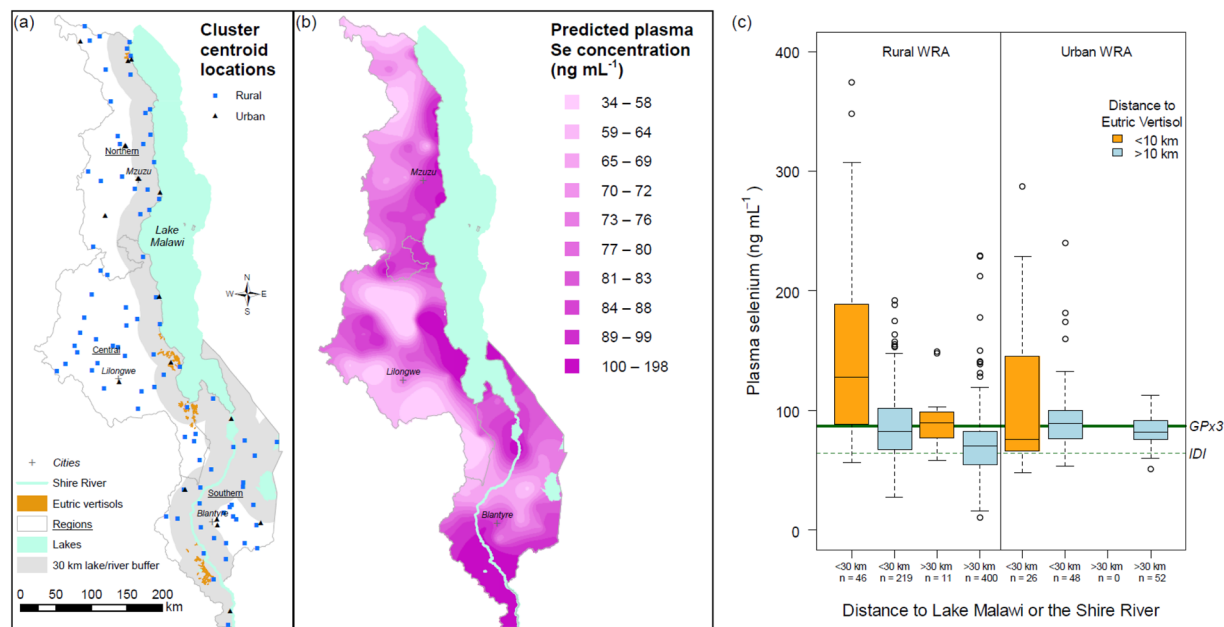 (a)
Cluster
centroid
locations
Rural
Urban
Northern
Mzuzu
Lake
Malawi
N
W E
S
Central
Lilongwe
Southern
Blantyre
Cities
Shire River
Eutric vertisols
Regions
Lakes
30 km lake/river buffer
0 50 100 150 200
km
(b)
Predicted plasma
Se concentration
(ng mL⁻¹)
34 – 58
59 – 64
65 – 69
70 – 72
73 – 76
77 – 80
81 – 83
84 – 88
89 – 99
100 – 198
Mzuzu
Lilongwe
Blantyre
(c)
Rural WRA
Urban WRA
Distance to
Eutric Vertisol
<10 km
>10 km
Plasma selenium (ng mL⁻¹)
400
300
200
100
0
GPx3
IDI
<30 km <30 km >30 km >30 km <30 km <30 km >30 km >30 km
n = 46 n = 219 n = 11 n = 400 n = 26 n = 48 n = 0 n = 52
Distance to Lake Malawi or the Shire River